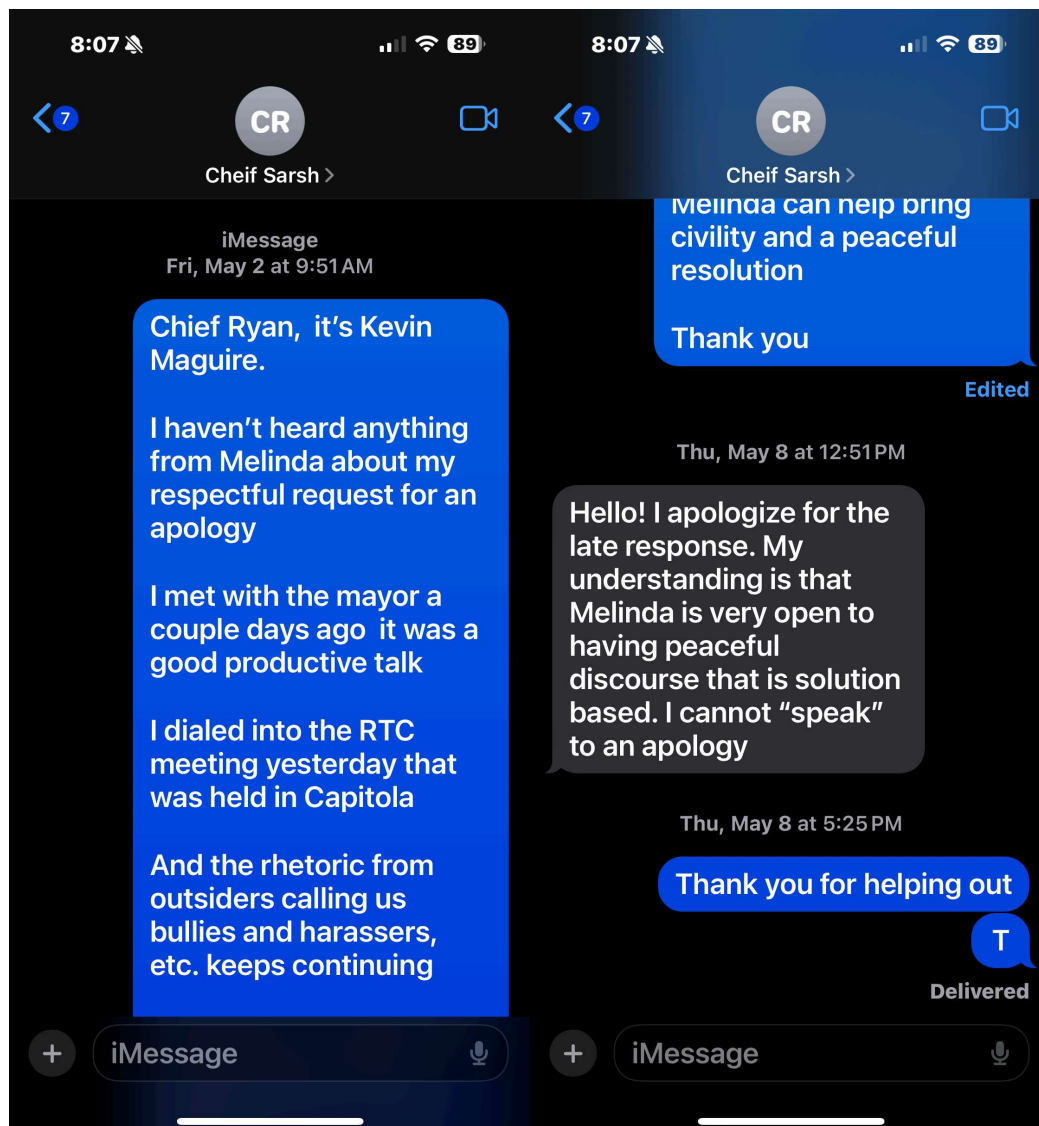 8:07
89
7
CR
Cheif Sarsh
iMessage
Fri, May 2 at 9:51 AM
Chief Ryan,  it's Kevin
Maguire.
I haven't heard anything
from Melinda about my
respectful request for an
apology
I met with the mayor a
couple days ago  it was a
good productive talk
I dialed into the RTC
meeting yesterday that
was held in Capitola
And the rhetoric from
outsiders calling us
bullies and harassers,
etc. keeps continuing
iMessage
8:07
89
7
CR
Cheif Sarsh
Melinda can help bring
civility and a peaceful
resolution
Thank you
Edited
Thu, May 8 at 12:51 PM
Hello! I apologize for the
late response. My
understanding is that
Melinda is very open to
having peaceful
discourse that is solution
based. I cannot “speak”
to an apology
Thu, May 8 at 5:25 PM
Thank you for helping out
T
Delivered
iMessage